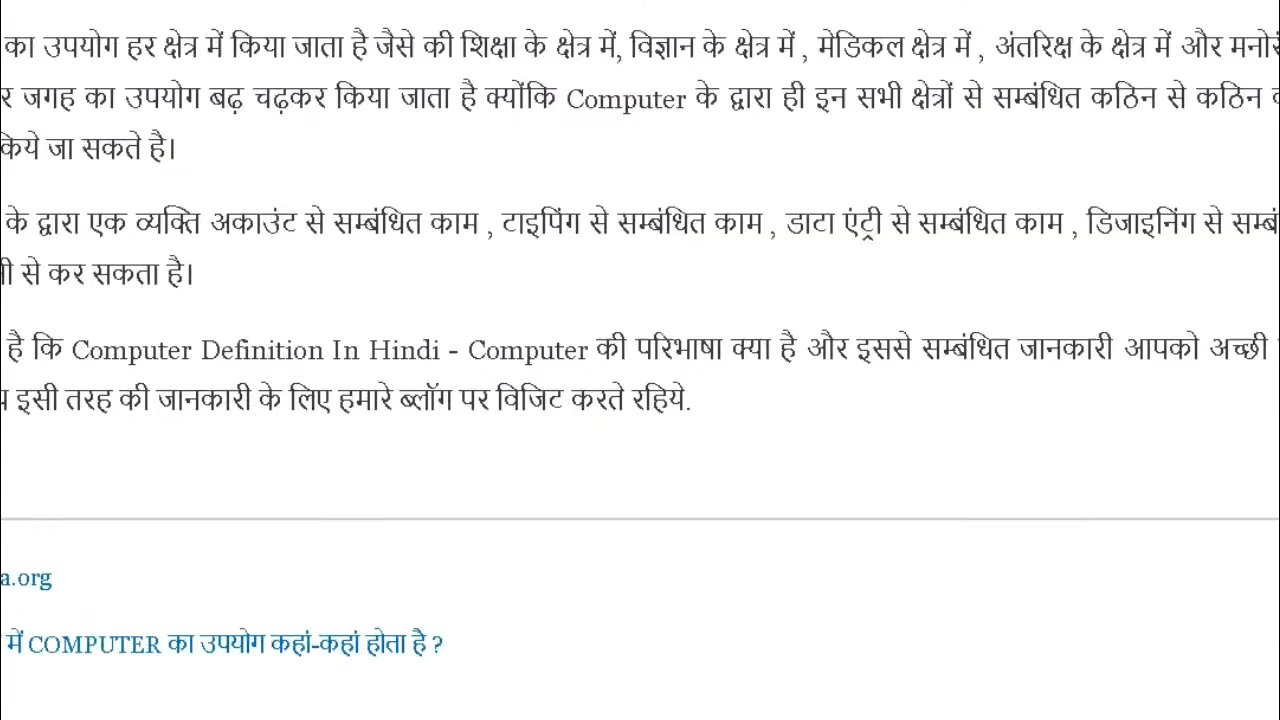 का उपयोग हर क्षेत्र में किया जाता है जैसे की शिक्षा के क्षेत्र में, विज्ञान के क्षेत्र में , मेडिकल क्षेत्र में , अंतरिक्ष के क्षेत्र में और
जगह का उपयोग बढ़ चढ़कर किया जाता है क्योंकि Computer के द्वारा ही इन सभी क्षेत्रों से सम्बंधित कठिन से कठिन
किये जा सकते है।
के द्वारा एक व्यक्ति अकाउंट से सम्बंधित काम , टाइपिंग से सम्बंधित काम , डाटा एंट्री से सम्बंधित काम , डिजाइनिंग से
से कर सकता है।
है कि Computer Definition In Hindi - Computer की परिभाषा क्या है और इससे सम्बंधित जानकारी आपको अच्छी
इसी तरह की जानकारी के लिए हमारे ब्लॉग पर विजिट करते रहिये.
a.org
में COMPUTER का उपयोग कहां-कहां होता है ?